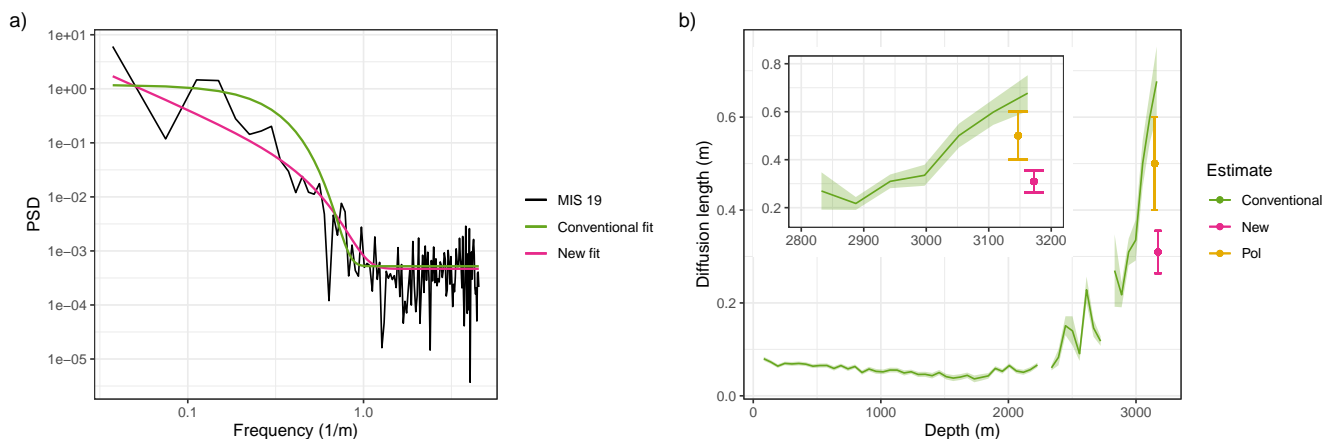 a)
1e+01
1e+00
1e−01
1e−02
1e−03
1e−04
1e−05
PSD
0.1
1.0
Frequency (1/m)
MIS 19
Conventional fit
New fit
b)
0.6
0.4
0.2
0.0
Diffusion length (m)
0.8
0.6
0.4
0.2
2800
2900
3000
3100
3200
0
1000
2000
3000
Depth (m)
Estimate
Conventional
New
Pol